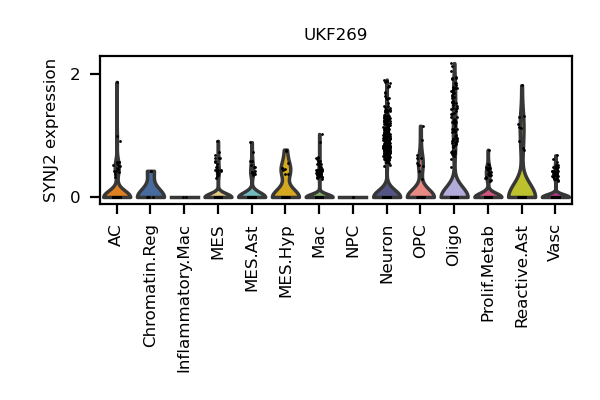 UKF269
SYNJ2 expression
2
0
AC
Chromatin.Reg
Inflammatory.Mac
MES
MES.Ast
MES.Hyp
Mac
NPC
Neuron
OPC
Oligo
Prolif.Metab
Reactive.Ast
Vasc